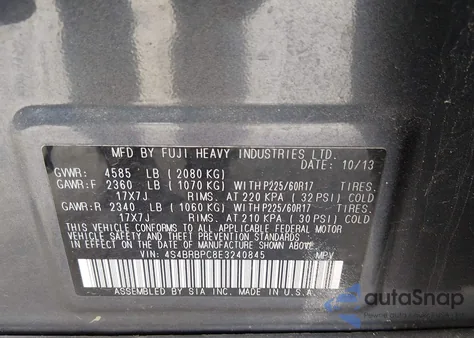 MFD. BY FUJI HEAVY INDUSTRIES LTD.
GVWR: 4585 LB (2080 KG) DATE: 10/13
GAWR:F 2360 LB (1070 KG) WITH P225/60R17 TIRES.
17X7J RIMS. AT 220 KPA (32 PSI) COLD
GAWR:R 2340 LB (1060 KG) WITH P225/60R17 TIRES.
17X7J RIMS. AT 210 KPA (30 PSI) COLD
THIS VEHICLE CONFORMS TO ALL APPLICABLE FEDERAL MOTOR
VEHICLE SAFETY AND THEFT PREVENTION STANDARDS IN EFFECT
ON THE DATE OF MANUFACTURE SHOWN ABOVE.
VIN: 4S4BRBPC8E3240845 MPV
ASSEMBLED BY SIA INC. MADE IN U.S.A.
autoSnap